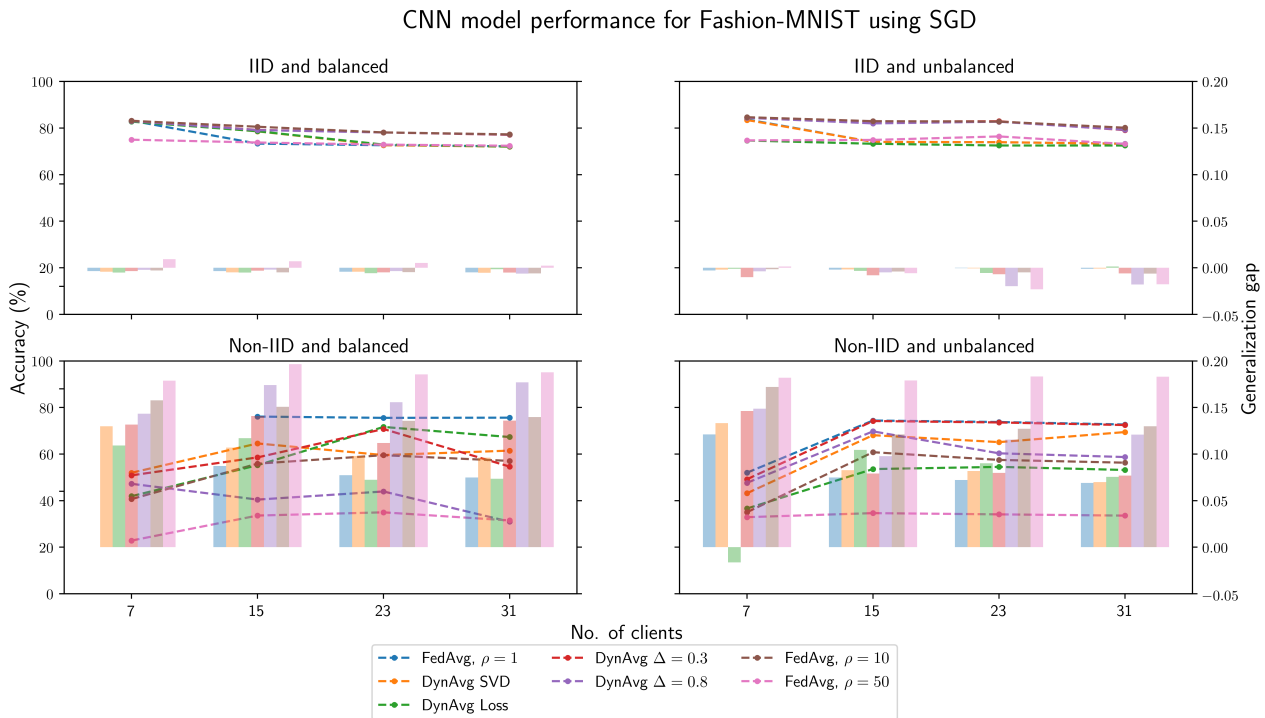 CNN model performance for Fashion-MNIST using SGD
IID and balanced
IID and unbalanced
100
80
60
40
20
0
0.20
0.15
0.10
0.05
0.00
−0.05
Accuracy (%)
Generalization gap
Non-IID and balanced
Non-IID and unbalanced
100
80
60
40
20
0
0.20
0.15
0.10
0.05
0.00
−0.05
7 15 23 31
7 15 23 31
No. of clients
FedAvg, ρ = 1
DynAvg SVD
DynAvg Loss
DynAvg Δ = 0.3
DynAvg Δ = 0.8
FedAvg, ρ = 10
FedAvg, ρ = 50